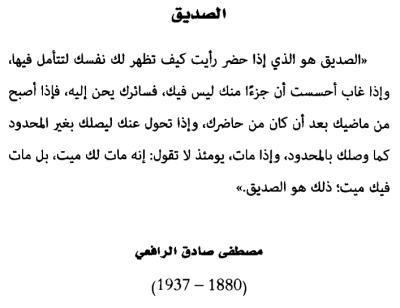 الصديق
«الصديق هو الذي إذا حضر رأيت كيف تظهر لك نفسك لتتأمل فيها،
وإذا غاب أحسست أن جزءًا منك ليس فيك، فسائرك يحن إليه، فإذا أصبح
من ماضيك بعد أن كان من حاضرك، وإذا تحول عنك ليصلك بغير المحدود
كما وصلك بالمحدود، وإذا مات، يومئذ لا تقول: إنه مات لك ميت، بل مات
فيك ميت؛ ذلك هو الصديق.»
مصطفى صادق الرافعي
(1880 – 1937)